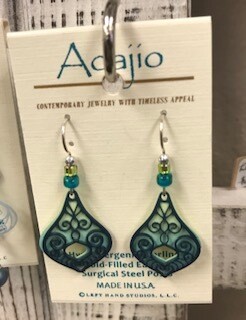 Adajio
CONTEMPORARY JEWELRY WITH TIMELESS APPEAL
Surgical Steel
MADE IN U.S.A.
© LEFT HAND STUDIOS, L.L.C.